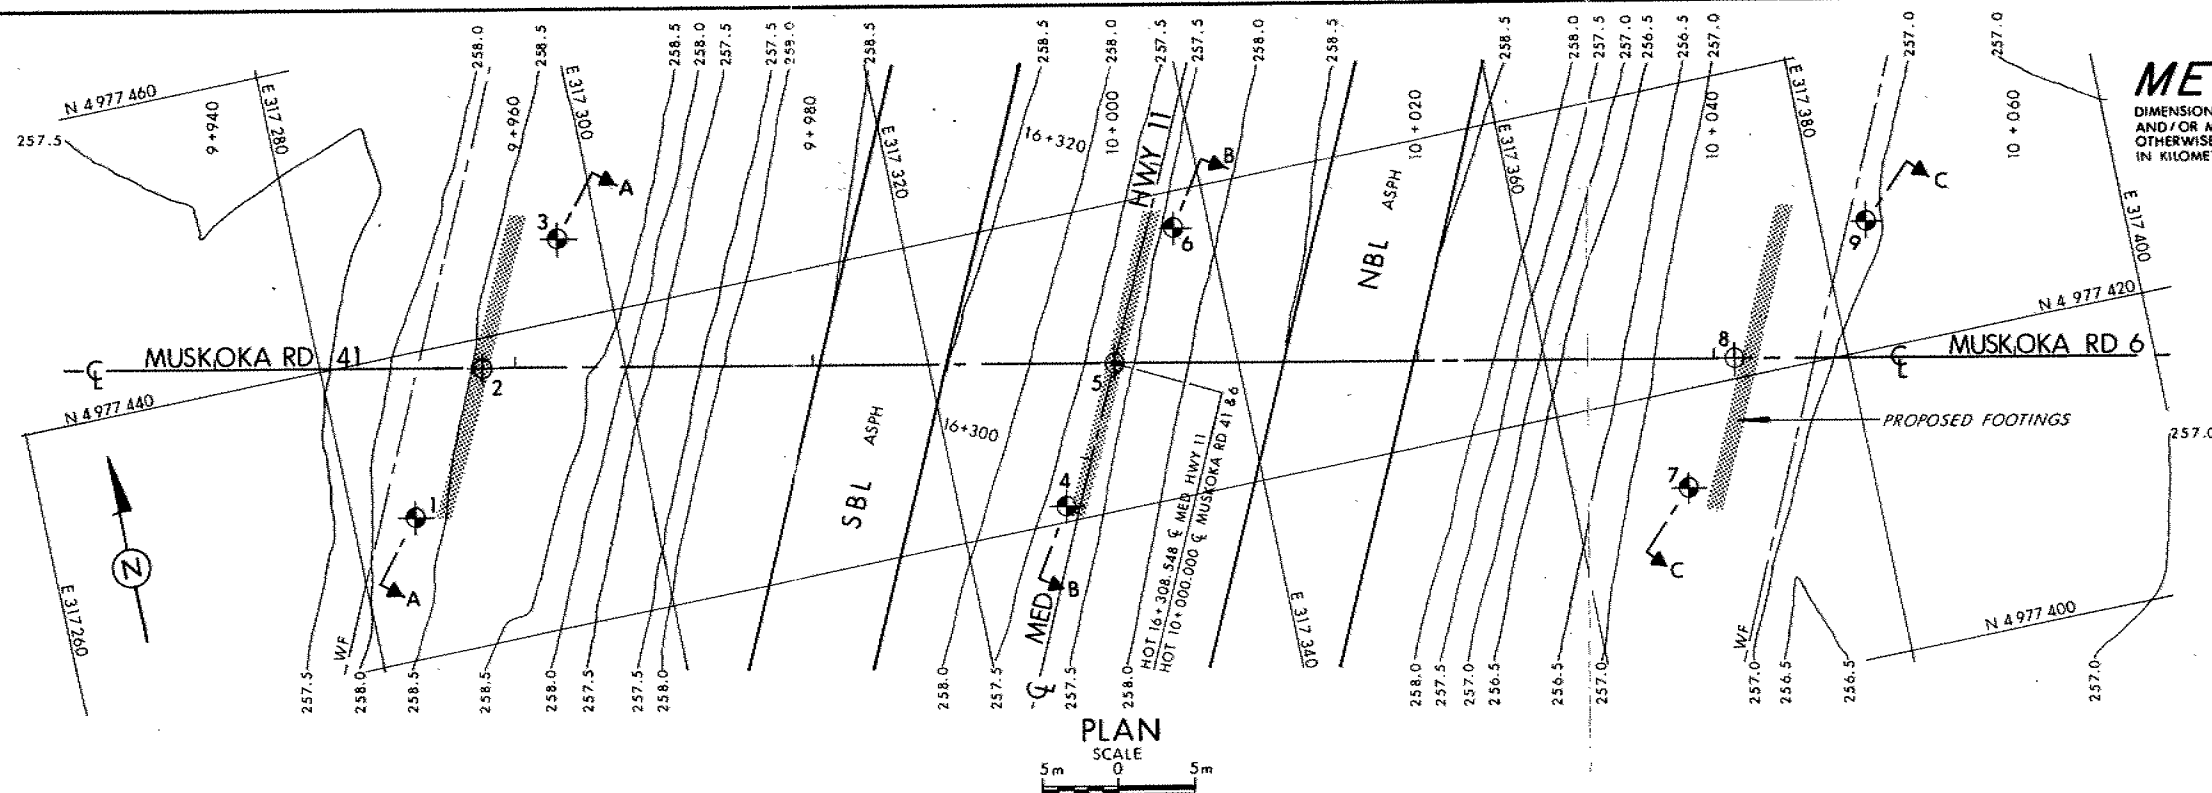 258.0
258.5
258.5
258.0
257.5
257.5
258.0
258.5
258.5
258.0
257.5
257.5
258.0
258.5
258.5
258.0
257.5
257.0
256.5
256.5
257.0
257.0
257.0
N 4 977 460
E 317 280
9+940
9+960
E 317 300
9+980
E 317 320
16+320
10+000
HWY 11
10+020
E 317 360
10+040
E 317 380
10+060
E 317 400
DIMENSION
AND/OR M
OTHERWISE
IN KILOME
257.5
A
B
C
3
6
9
SBL ASPH
NBL ASPH
N 4 977 420
MUSKOKA RD 41
MUSKOKA RD 6
2
5
8
N 4 977 440
16+300
PROPOSED FOOTINGS
257.0
1
4
7
A
B
C
N
E 317 260
WF
MED
HOT 16+308.548 ℄ MED HWY 11
HOT 10+000.000 ℄ MUSKOKA RD 41 & 6
E 317 340
WF
N 4 977 400
257.5
258.0
258.5
258.5
258.0
257.5
257.5
258.0
258.0
257.5
257.5
258.0
258.0
257.5
257.0
256.5
256.5
257.0
257.0
256.5
256.5
257.0
PLAN
SCALE
5m 0 5m